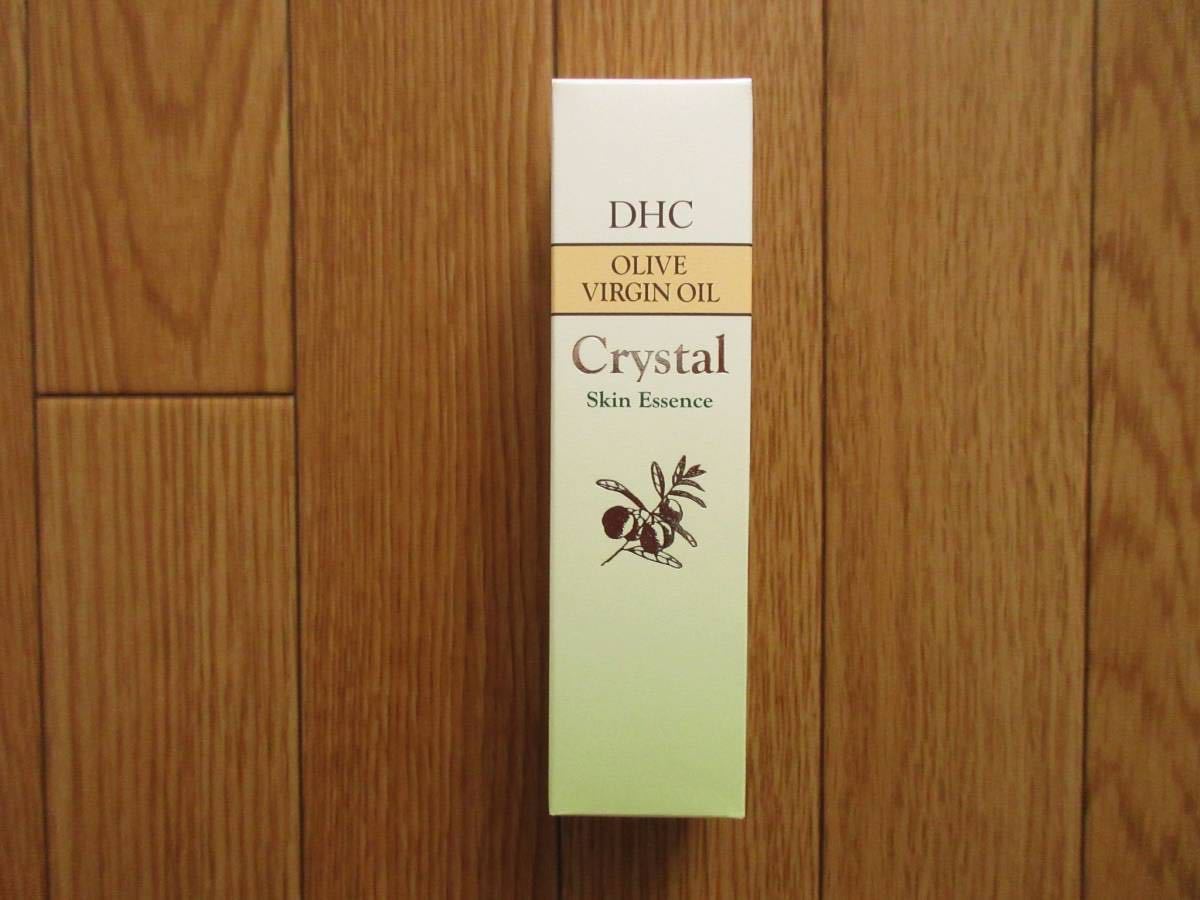 DHC
OLIVE
VIRGIN OIL
Crystal
Skin Essence